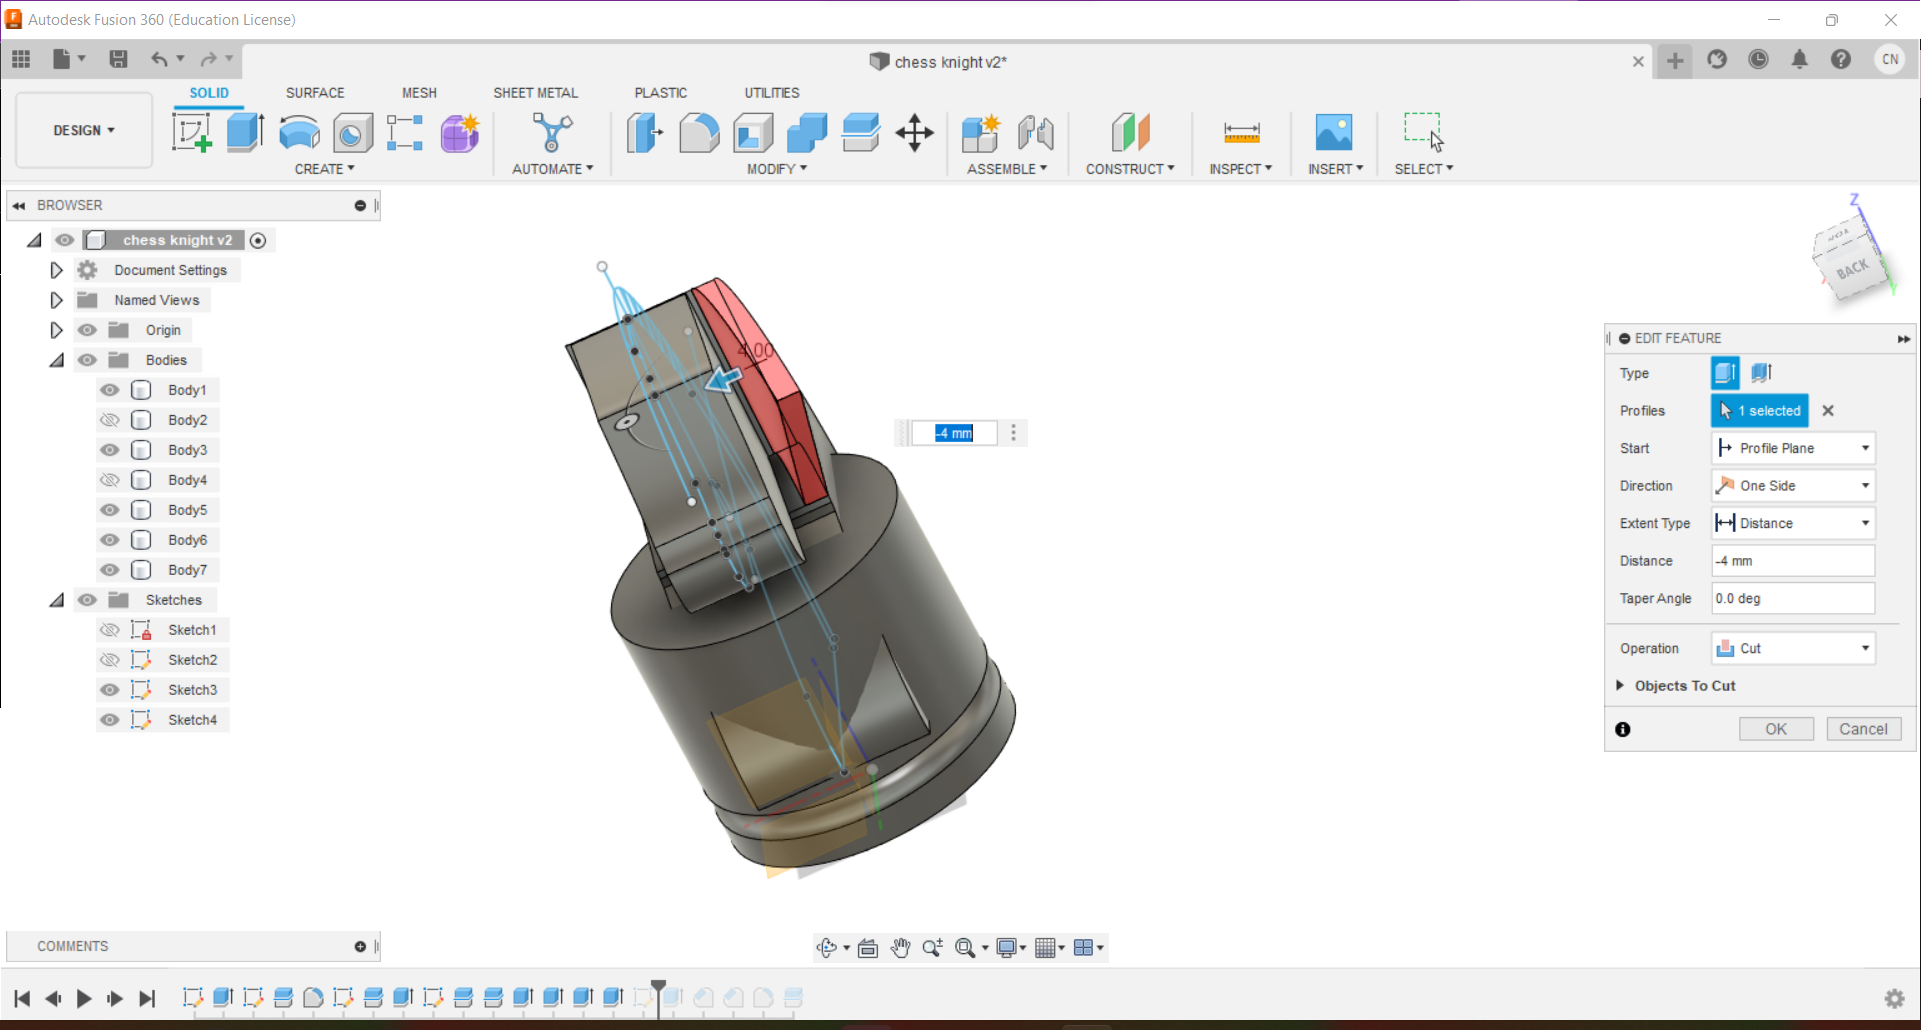 Autodesk Fusion 360 (Education License)
chess knight v2*
CN
SOLID SURFACE MESH SHEET METAL PLASTIC UTILITIES
DESIGN
CREATE AUTOMATE MODIFY ASSEMBLE CONSTRUCT INSPECT INSERT SELECT
BROWSER
chess knight v2
Document Settings
Named Views
Origin
Bodies
Body1
Body2
Body3
Body4
Body5
Body6
Body7
Sketches
Sketch1
Sketch2
Sketch3
Sketch4
4.00
-4 mm
Z
TOP
BACK
X
Y
EDIT FEATURE
Type
Profiles 1 selected
Start Profile Plane
Direction One Side
Extent Type Distance
Distance -4 mm
Taper Angle 0.0 deg
Operation Cut
Objects To Cut
OK Cancel
COMMENTS